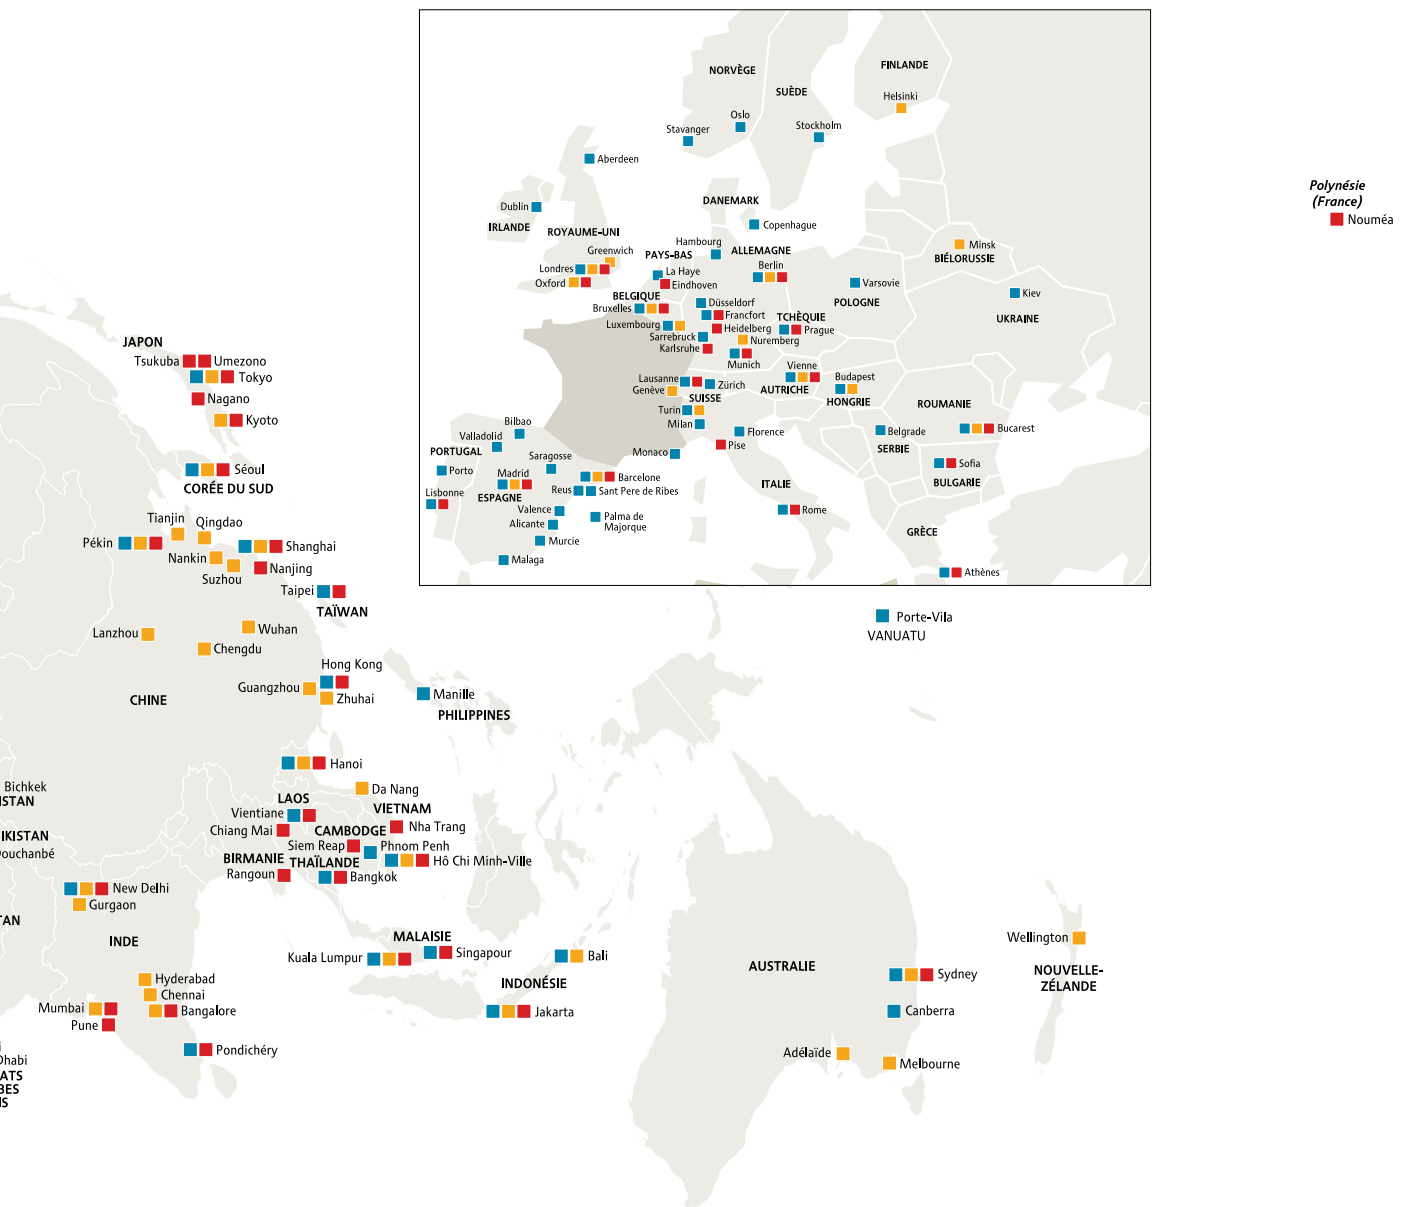 NORVÈGE
FINLANDE
SUÈDE
Helsinki
Oslo
Stavanger
Stockholm
Aberdeen
Dublin
IRLANDE
ROYAUME-UNI
DANEMARK
Copenhague
Greenwich
Londres
Oxford
Hambourg
PAYS-BAS
ALLEMAGNE
Berlin
La Haye
Eindhoven
BELGIQUE
Bruxelles
Luxembourg
Düsseldorf
Francfort
Heidelberg
Sarrebruck
Karlsruhe
Nuremberg
Munich
TCHÈQUIE
Prague
Varsovie
POLOGNE
Minsk
BIÉLORUSSIE
Kiev
UKRAINE
Lausanne
Genève
Zürich
SUISSE
Vienne
AUTRICHE
Budapest
HONGRIE
ROUMANIE
Bucarest
Turin
Milan
Monaco
Florence
Pise
Belgrade
SERBIE
Sofia
BULGARIE
ITALIE
Rome
GRÈCE
Athènes
Bilbao
Valladolid
PORTUGAL
Porto
Lisbonne
Madrid
ESPAGNE
Saragosse
Barcelone
Reus
Sant Pere de Ribes
Valence
Alicante
Palma de
Majorque
Murcie
Malaga
Polynésie
(France)
Nouméa
JAPON
Tsukuba
Umezono
Tokyo
Nagano
Kyoto
Séoul
CORÉE DU SUD
Tianjin
Qingdao
Pékin
Shanghai
Nankin
Suzhou
Nanjing
Taipei
TAÏWAN
Lanzhou
Wuhan
Chengdu
Hong Kong
Guangzhou
Zhuhai
CHINE
Manille
PHILIPPINES
Porte-Vila
VANUATU
Hanoi
Da Nang
Bichkek
ISTAN
LAOS
Vientiane
VIETNAM
Chiang Mai
CAMBODGE
Nha Trang
IKISTAN
Douchanbé
Siem Reap
Phnom Penh
BIRMANIE
THAÏLANDE
Hô Chi Minh-Ville
Rangoun
Bangkok
New Delhi
Gurgaon
TAN
INDE
MALAISIE
Kuala Lumpur
Singapour
Bali
INDONÉSIE
Jakarta
Hyderabad
Chennai
Mumbai
Bangalore
Pune
Pondichéry
i
Dhabi
ATS
BES
IS
AUSTRALIE
Sydney
Canberra
Adélaïde
Melbourne
Wellington
NOUVELLE-
ZÉLANDE